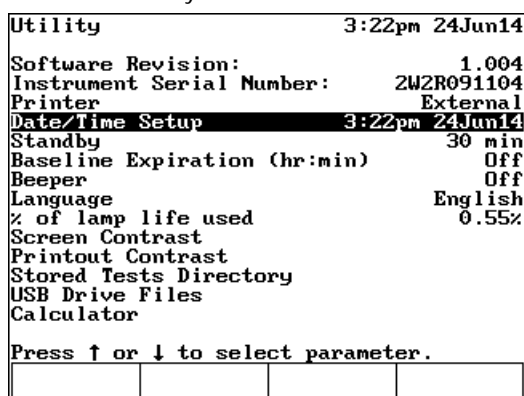 Utility 3:22pm 24Jun14
Software Revision: 1.004
Instrument Serial Number: 2W2R091104
Printer External
Date/Time Setup 3:22pm 24Jun14
Standby 30 min
Baseline Expiration (hr:min) Off
Beeper Off
Language English
% of lamp life used 0.55%
Screen Contrast
Printout Contrast
Stored Tests Directory
USB Drive Files
Calculator
Press ↑ or ↓ to select parameter.